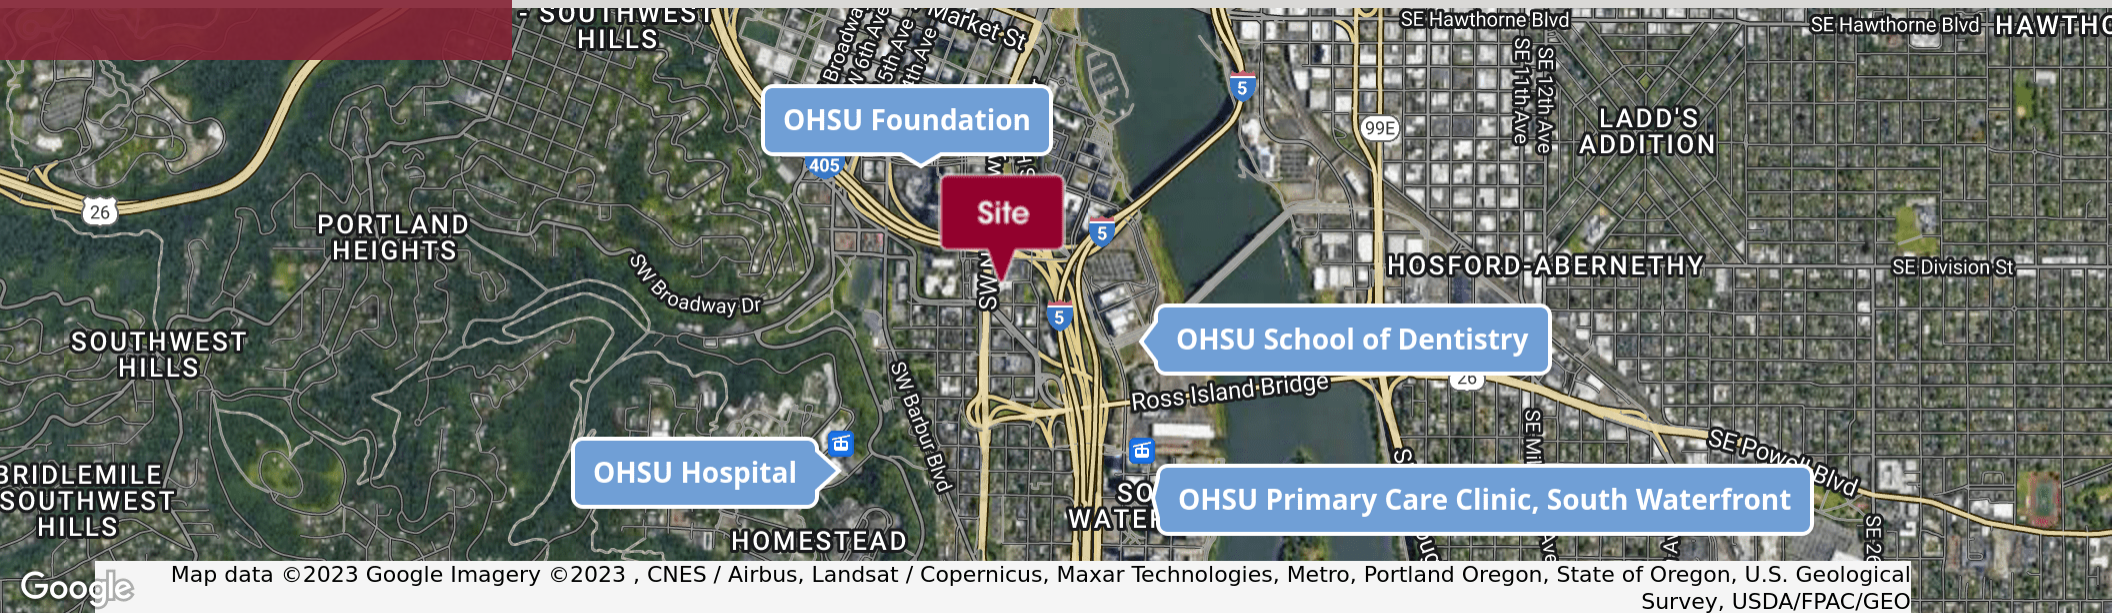 - SOUTHWEST
HILLS
Broadway
W 6th Ave
5th Ave
4th Ave
Market St
5
SE Hawthorne Blvd
SE Hawthorne Blvd
SE 11th Ave
SE 12th Ave
99E
LADD'S
ADDITION
OHSU Foundation
405
26
PORTLAND
HEIGHTS
Site
5
SW Broadway Dr
HOSFORD-ABERNETHY
SE Division St
5
OHSU School of Dentistry
SOUTHWEST
HILLS
26
Ross Island Bridge
SW Barbur Blvd
SE Powell Blvd
OHSU Hospital
OHSU Primary Care Clinic, South Waterfront
BRIDLEMILE
SOUTHWEST
HILLS
HOMESTEAD
Google
Map data ©2023 Google Imagery ©2023 , CNES / Airbus, Landsat / Copernicus, Maxar Technologies, Metro, Portland Oregon, State of Oregon, U.S. Geological
Survey, USDA/FPAC/GEO